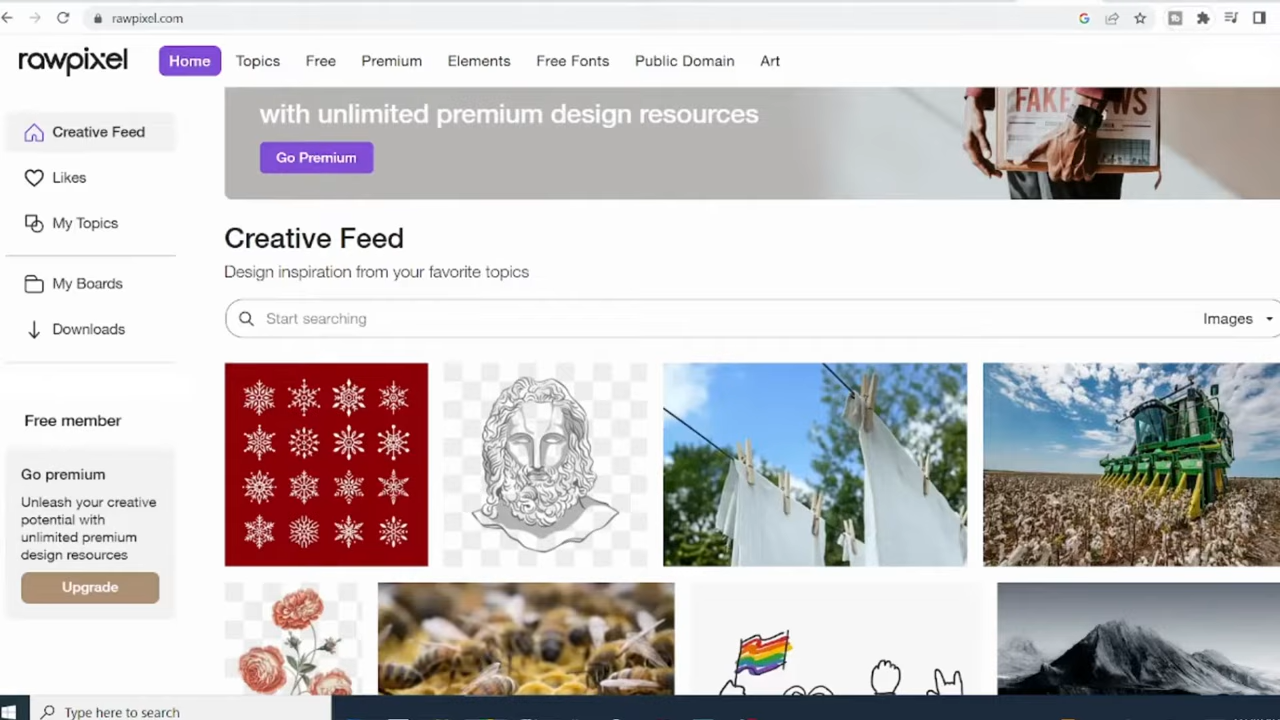 rawpixel.com
rawpixel
Home
Topics
Free
Premium
Elements
Free Fonts
Public Domain
Art
Creative Feed
Likes
My Topics
My Boards
Downloads
Free member
Go premium
Unleash your creative
potential with
unlimited premium
design resources
Upgrade
with unlimited premium design resources
Go Premium
FAKE
Creative Feed
Design inspiration from your favorite topics
Start searching
Images
Type here to search